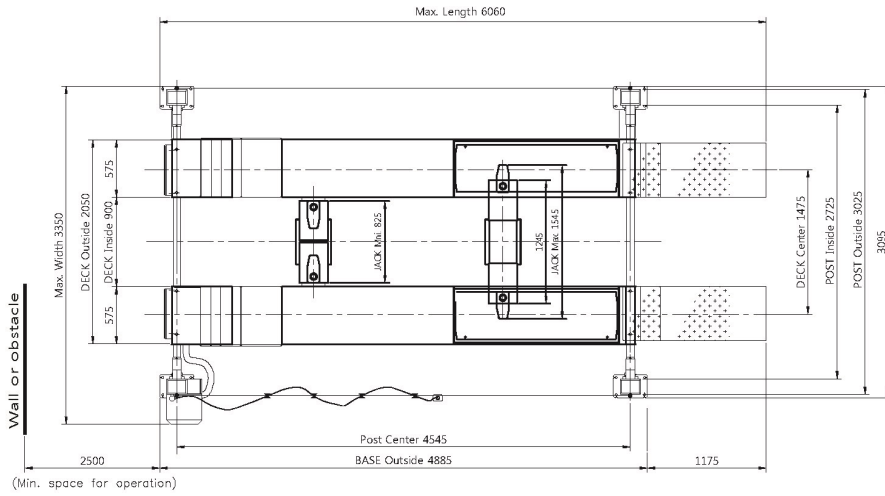 Max. Length 6060
Max. Width 3350
DECK Outside 2050
575
DECK Inside 900
575
JACK Mni. 825
1245
JACK Max. 1545
DECK Center 1475
POST Inside 2725
POST Outside 3025
3095
Wall or obstacle
Post Center 4545
2500
BASE Outside 4885
1175
(Min. space for operation)